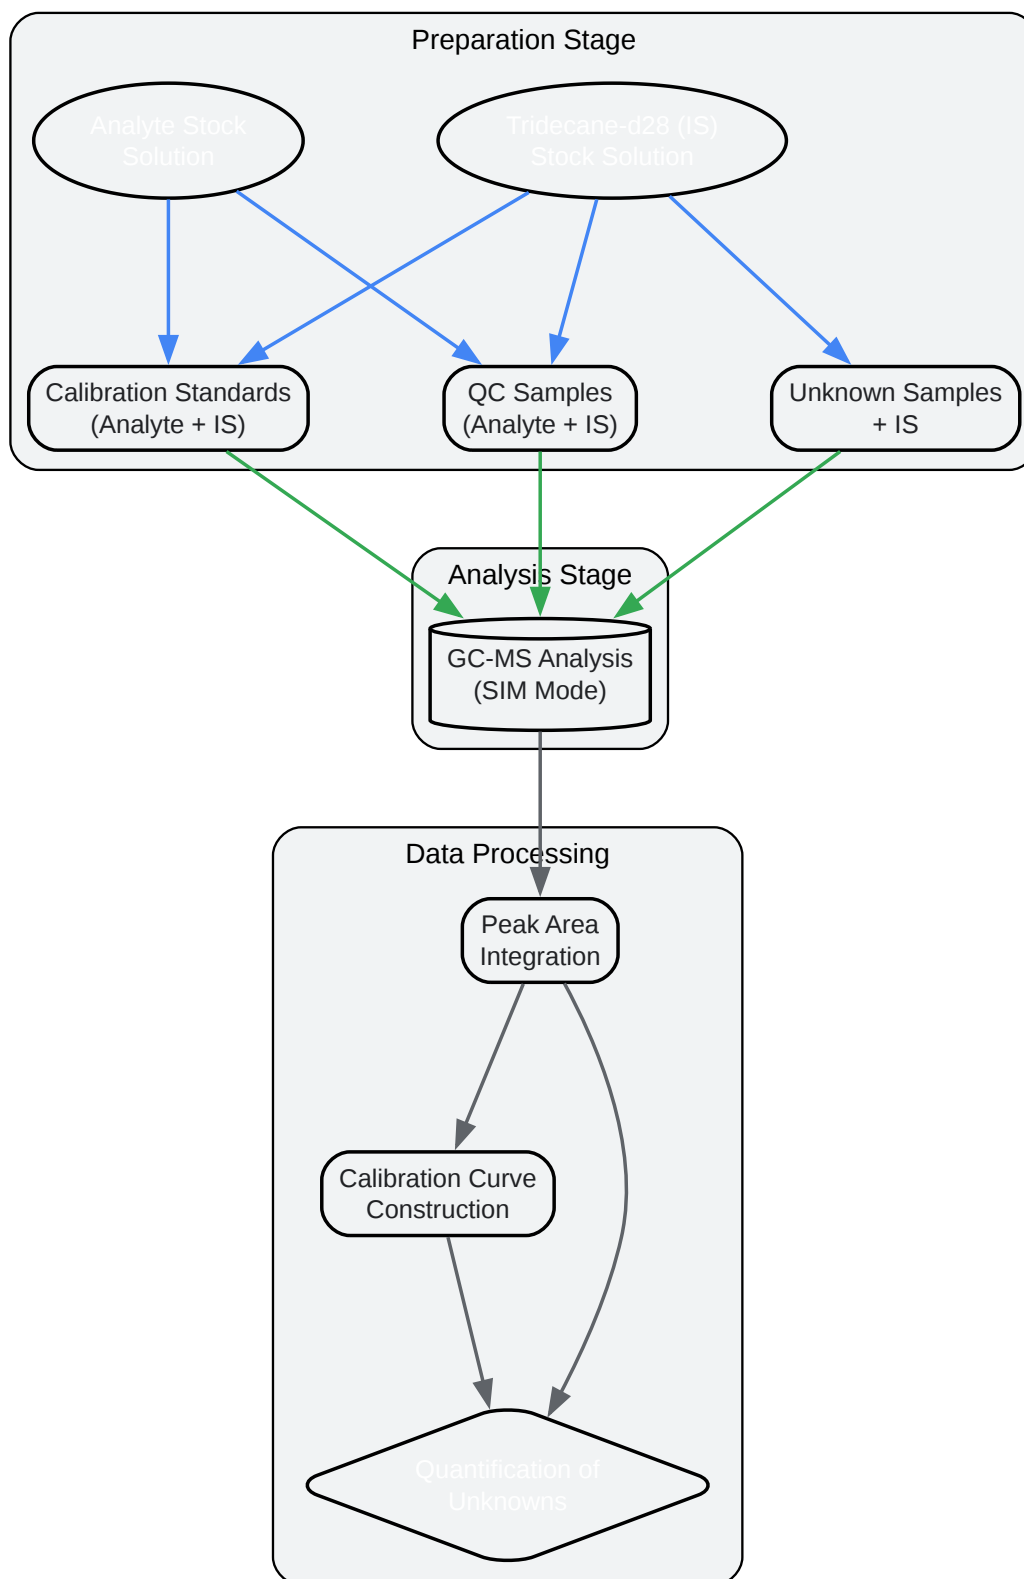 Preparation Stage
Analyte Stock
Solution
Tridecane-d28 (IS)
Stock Solution
Calibration Standards
(Analyte + IS)
QC Samples
(Analyte + IS)
Unknown Samples
+ IS
Analysis Stage
GC-MS Analysis
(SIM Mode)
Data Processing
Peak Area
Integration
Calibration Curve
Construction
Quantification of
Unknowns